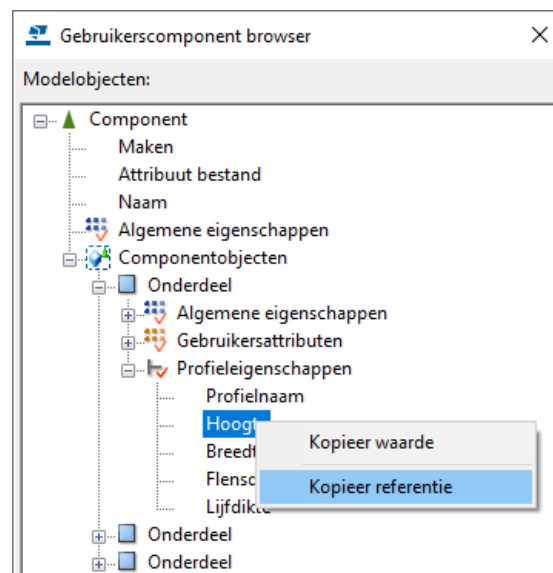 Gebruikerscomponent browser
Modelobjecten:
Component
Maken
Attribuut bestand
Naam
Algemene eigenschappen
Componentobjecten
Onderdeel
Algemene eigenschappen
Gebruikersattributen
Profieleigenschappen
Profielnaam
Kopieer waarde
Kopieer referentie
Lijfdikte
Onderdeel
Onderdeel